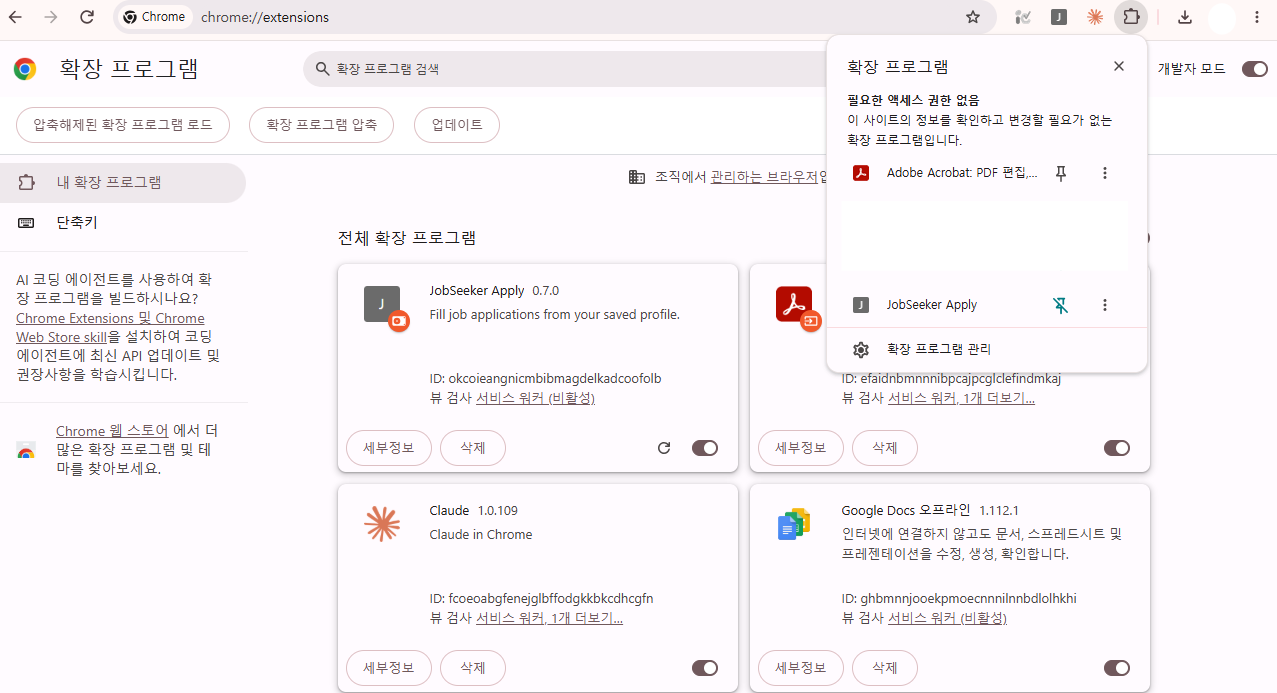 Chrome
chrome://extensions
J
확장 프로그램
확장 프로그램 검색
개발자 모드
압축해제된 확장 프로그램 로드
확장 프로그램 압축
업데이트
내 확장 프로그램
단축키
AI 코딩 에이전트를 사용하여 확
장 프로그램을 빌드하시나요?
Chrome Extensions 및 Chrome
Web Store skill을 설치하여 코딩
에이전트에 최신 API 업데이트 및
권장사항을 학습시킵니다.
Chrome 웹 스토어 에서 더
많은 확장 프로그램 및 테
마를 찾아보세요.
조직에서 관리하는 브라우저입
전체 확장 프로그램
J
JobSeeker Apply 0.7.0
Fill job applications from your saved profile.
ID: okcoieangnicmbibmagdelkadcoofolb
뷰 검사 서비스 워커 (비활성)
세부정보
삭제
ID: efaidnbmnnnibpcajpcglclefindmkaj
뷰 검사 서비스 워커, 1개 더보기...
세부정보
삭제
Claude 1.0.109
Claude in Chrome
ID: fcoeoabgfenejglbffodgkkbkcdhcgfn
뷰 검사 서비스 워커, 1개 더보기...
세부정보
삭제
Google Docs 오프라인 1.112.1
인터넷에 연결하지 않고도 문서, 스프레드시트 및
프레젠테이션을 수정, 생성, 확인합니다.
ID: ghbmnnjooekpmoecnnnilnnbdlolhkhi
뷰 검사 서비스 워커 (비활성)
세부정보
삭제
확장 프로그램
필요한 액세스 권한 없음
이 사이트의 정보를 확인하고 변경할 필요가 없는
확장 프로그램입니다.
Adobe Acrobat: PDF 편집,...
J
JobSeeker Apply
확장 프로그램 관리